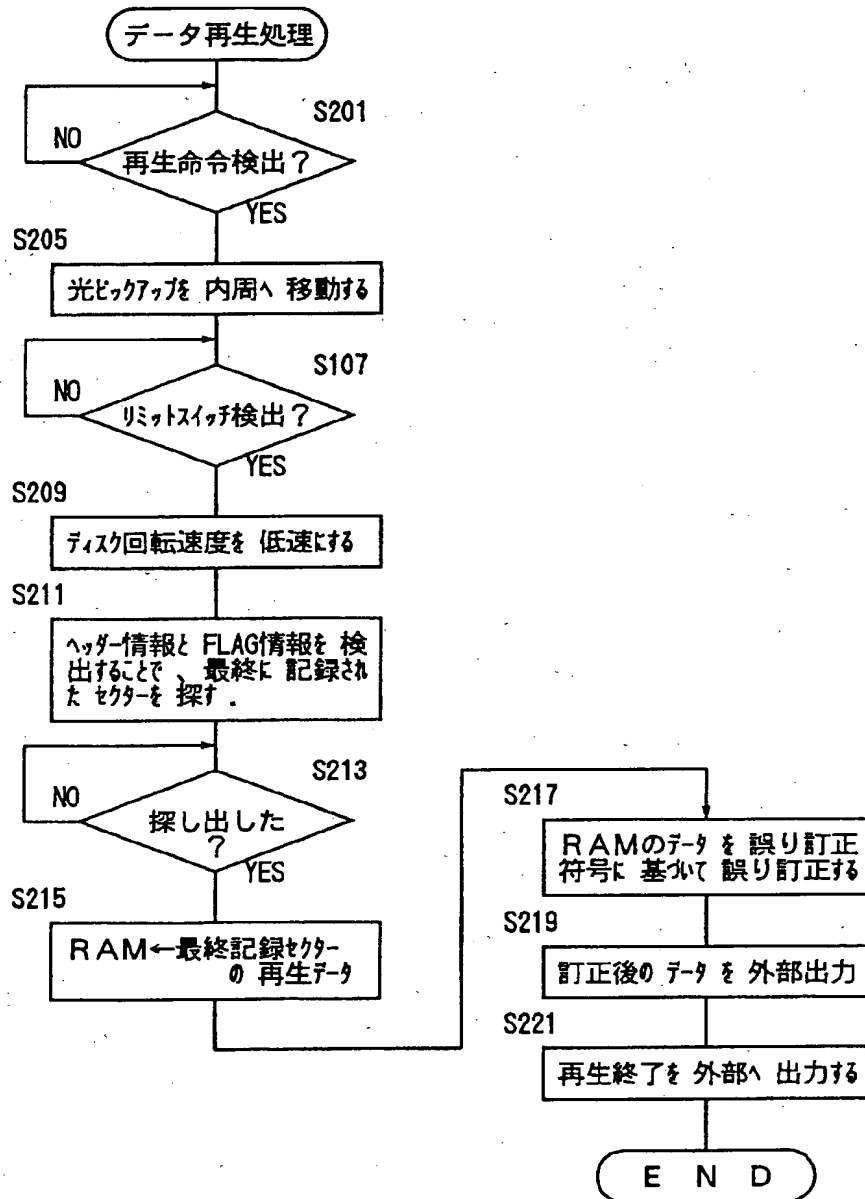 データ再生処理
S201
NO
再生命令検出？
YES
S205
光ピックアップを 内周へ 移動する
S107
NO
リミットスイッチ検出？
YES
S209
ディスク回転速度を 低速にする
S211
ヘッダー情報と FLAG情報を 検
出することで 、最終に 記録され
た セクターを 探す ．
S213
NO
探し出した
？
YES
S215
ＲＡＭ←最終記録セクター
の 再生データ
S217
ＲＡＭのデータ を 誤り訂正
符号に 基づいて 誤り訂正する
S219
訂正後の データ を 外部出力
S221
再生終了を 外部へ 出力する
Ｅ Ｎ Ｄ